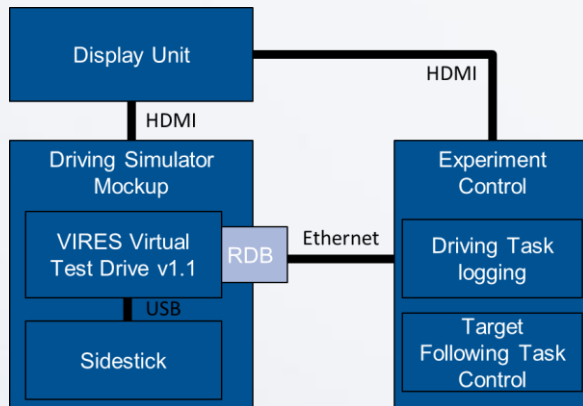 Display Unit
HDMI
HDMI
Driving Simulator
Mockup
VIRES Virtual
Test Drive v1.1
RDB
USB
Sidestick
Ethernet
Experiment
Control
Driving Task
logging
Target
Following Task
Control